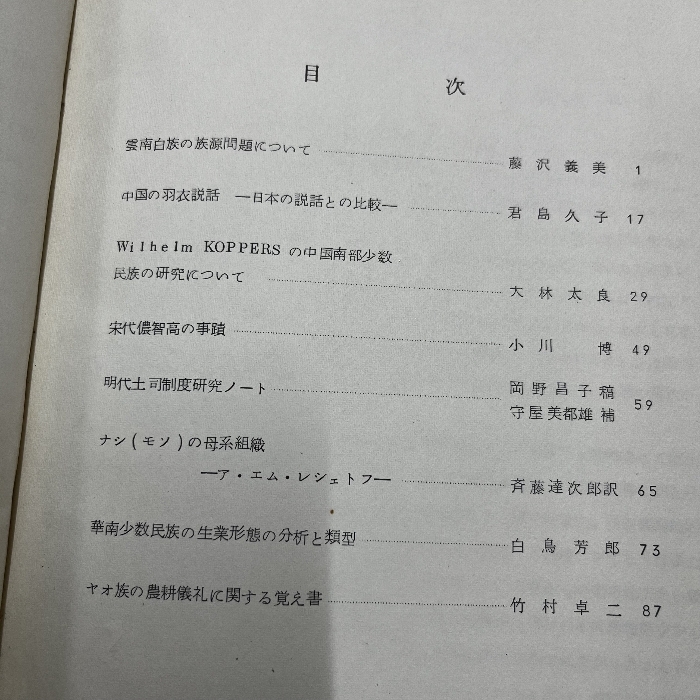 目次
雲南白族の族源問題について 藤沢義美 1
中国の羽衣説話 ―日本の説話との比較― 君島久子 17
Wilhelm KOPPERS の中国南部少数
民族の研究について 大林太良 29
宋代儂智高の事蹟 小川博 49
明代土司制度研究ノート 岡野昌子稿
守屋美都雄補 59
ナシ(モソ)の母系組織
―ア・エム・レシェトフ― 斉藤達次郎訳 65
華南少数民族の生業形態の分析と類型 白鳥芳郎 73
ヤオ族の農耕儀礼に関する覚え書 竹村卓二 87